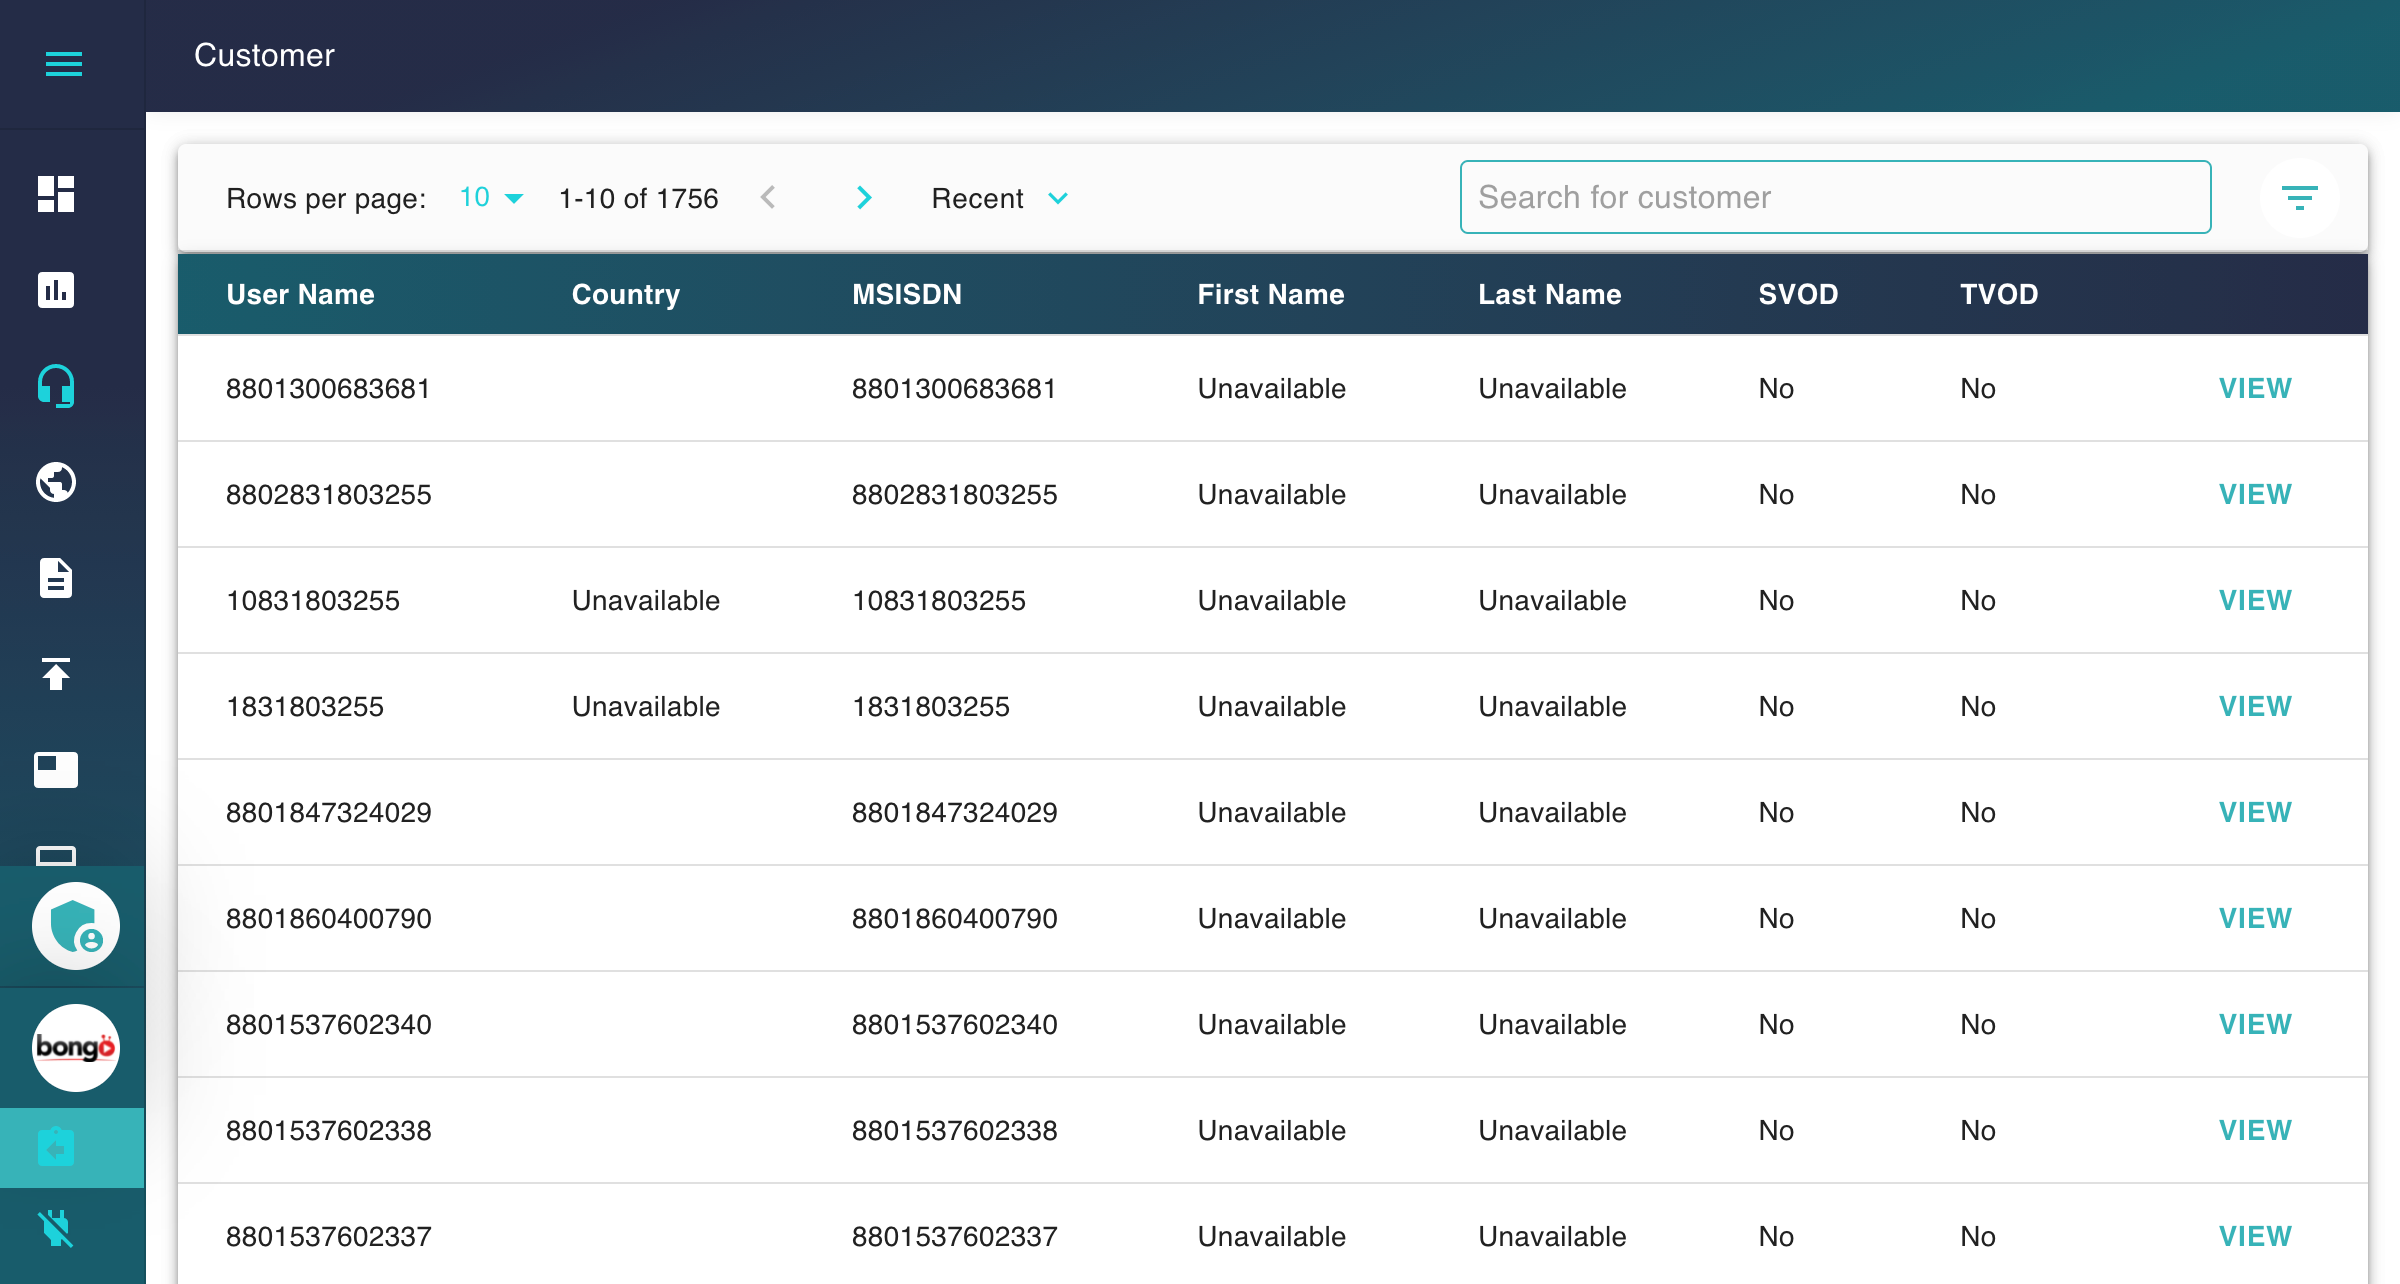 Customer
Rows per page: 10 1-10 of 1756 Recent Search for customer
User Name Country MSISDN First Name Last Name SVOD TVOD
8801300683681 8801300683681 Unavailable Unavailable No No VIEW
8802831803255 8802831803255 Unavailable Unavailable No No VIEW
10831803255 Unavailable 10831803255 Unavailable Unavailable No No VIEW
1831803255 Unavailable 1831803255 Unavailable Unavailable No No VIEW
8801847324029 8801847324029 Unavailable Unavailable No No VIEW
8801860400790 8801860400790 Unavailable Unavailable No No VIEW
8801537602340 8801537602340 Unavailable Unavailable No No VIEW
bongo
8801537602338 8801537602338 Unavailable Unavailable No No VIEW
8801537602337 8801537602337 Unavailable Unavailable No No VIEW